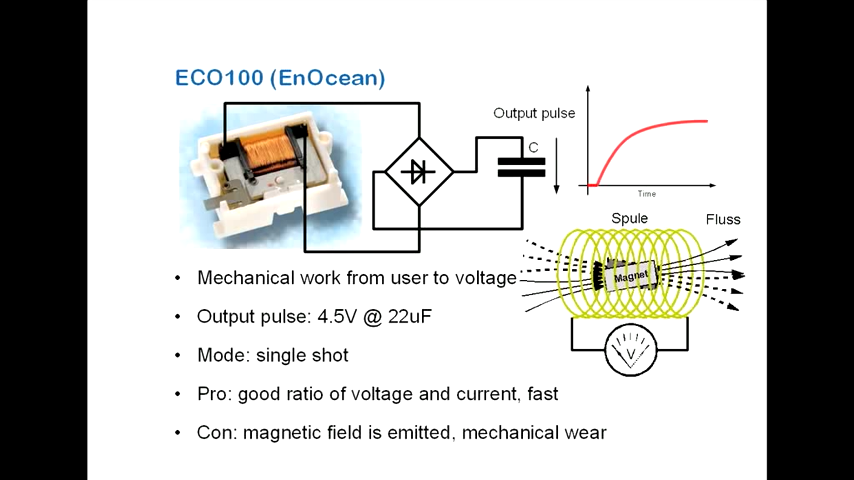 ECO100 (EnOcean)
Output pulse
C
Time
Spule
Fluss
Magnet
V
• Mechanical work from user to voltage
• Output pulse: 4.5V @ 22uF
• Mode: single shot
• Pro: good ratio of voltage and current, fast
• Con: magnetic field is emitted, mechanical wear